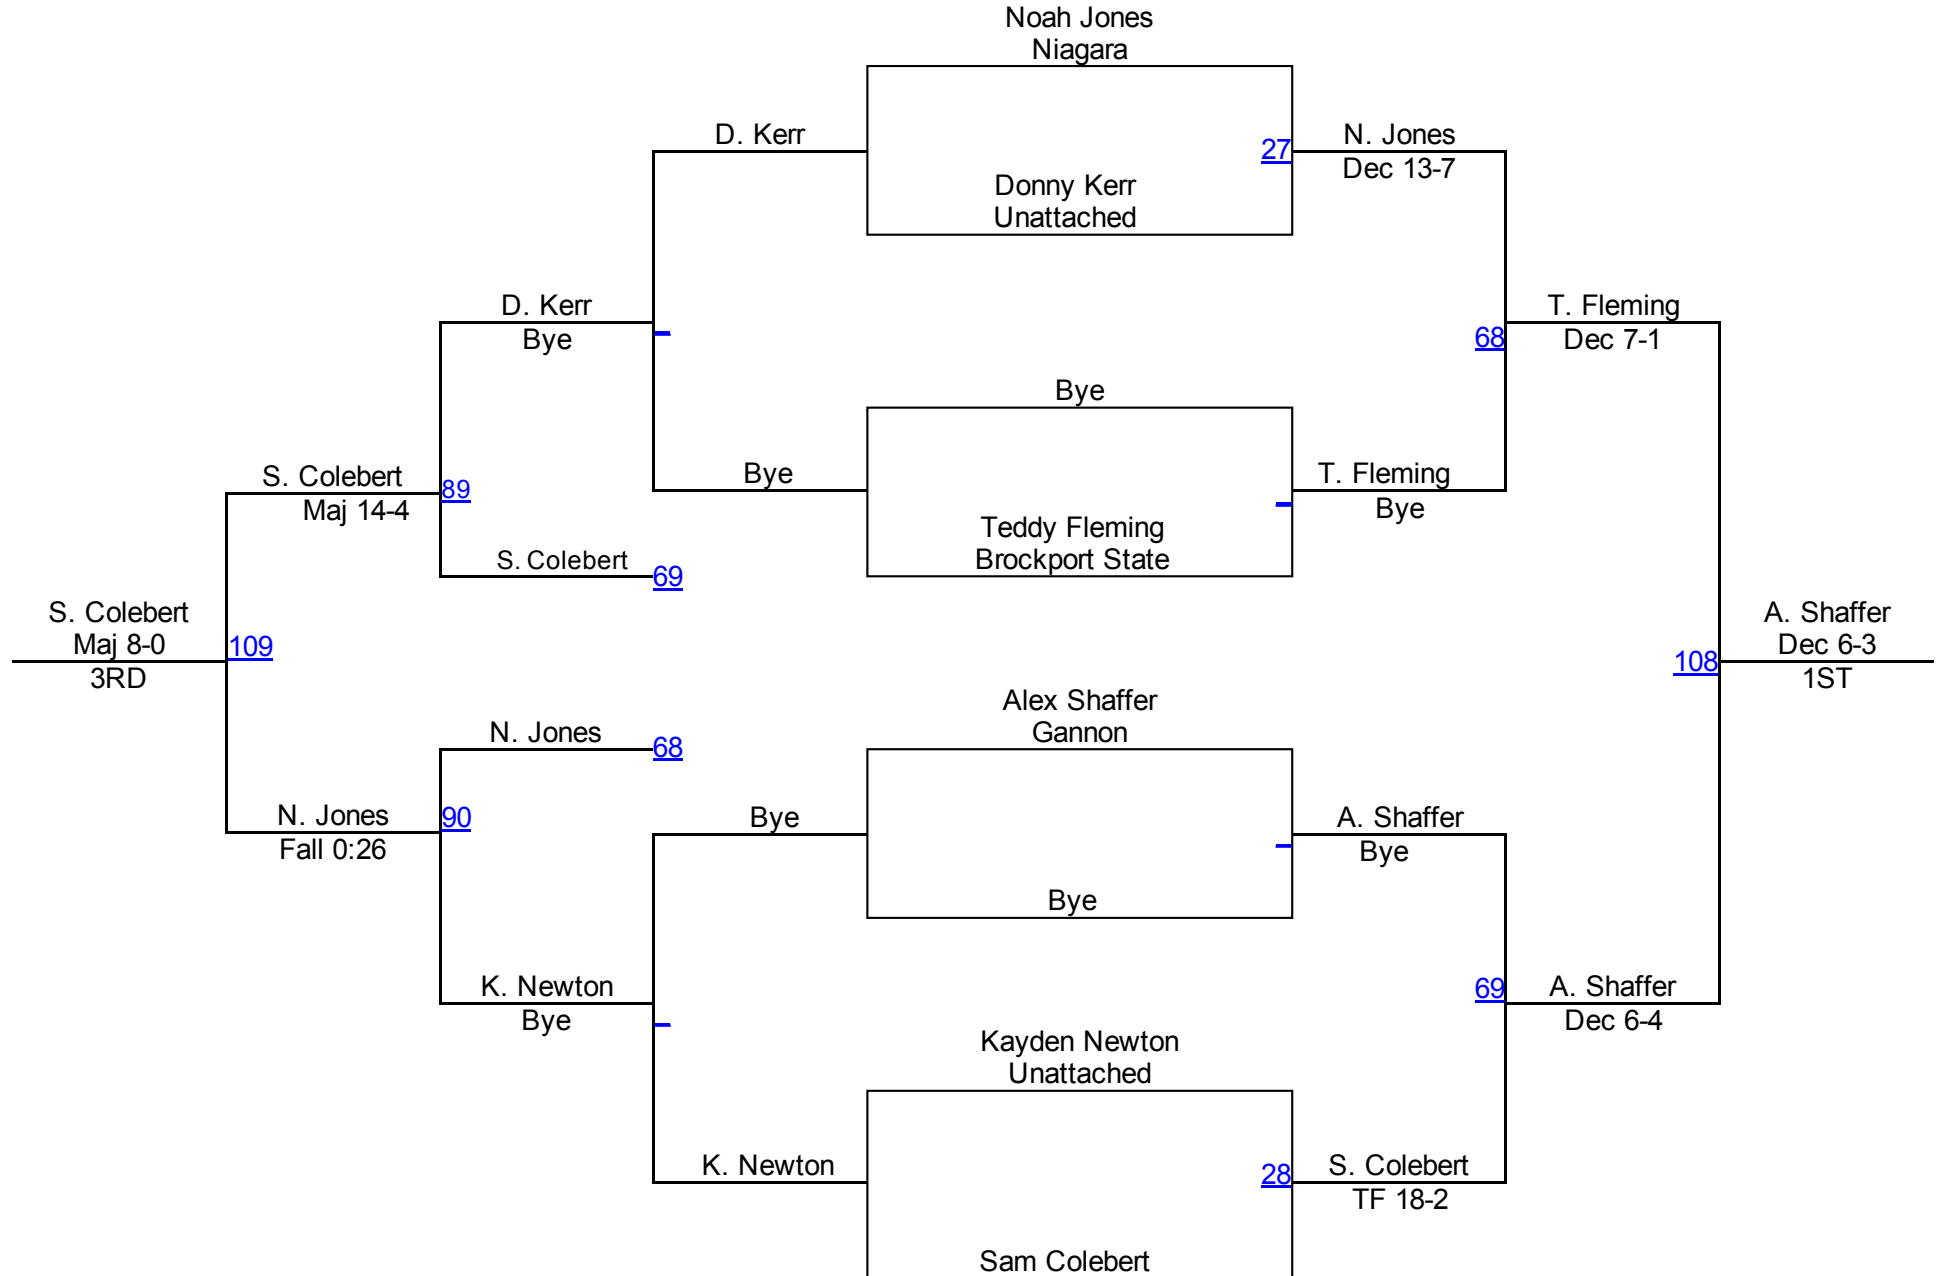 Noah Jones
Niagara
D. Kerr
27
N. Jones
Dec 13-7
Donny Kerr
Unattached
D. Kerr
Bye
T. Fleming
Dec 7-1
68
Bye
S. Colebert
Maj 14-4
89
Bye
T. Fleming
Bye
Teddy Fleming
Brockport State
S. Colebert
69
S. Colebert
Maj 8-0
3RD
109
A. Shaffer
Dec 6-3
1ST
108
Alex Shaffer
Gannon
N. Jones
68
N. Jones
Fall 0:26
90
Bye
A. Shaffer
Bye
Bye
K. Newton
Bye
69
A. Shaffer
Dec 6-4
Kayden Newton
Unattached
K. Newton
28
S. Colebert
TF 18-2
Sam Colebert